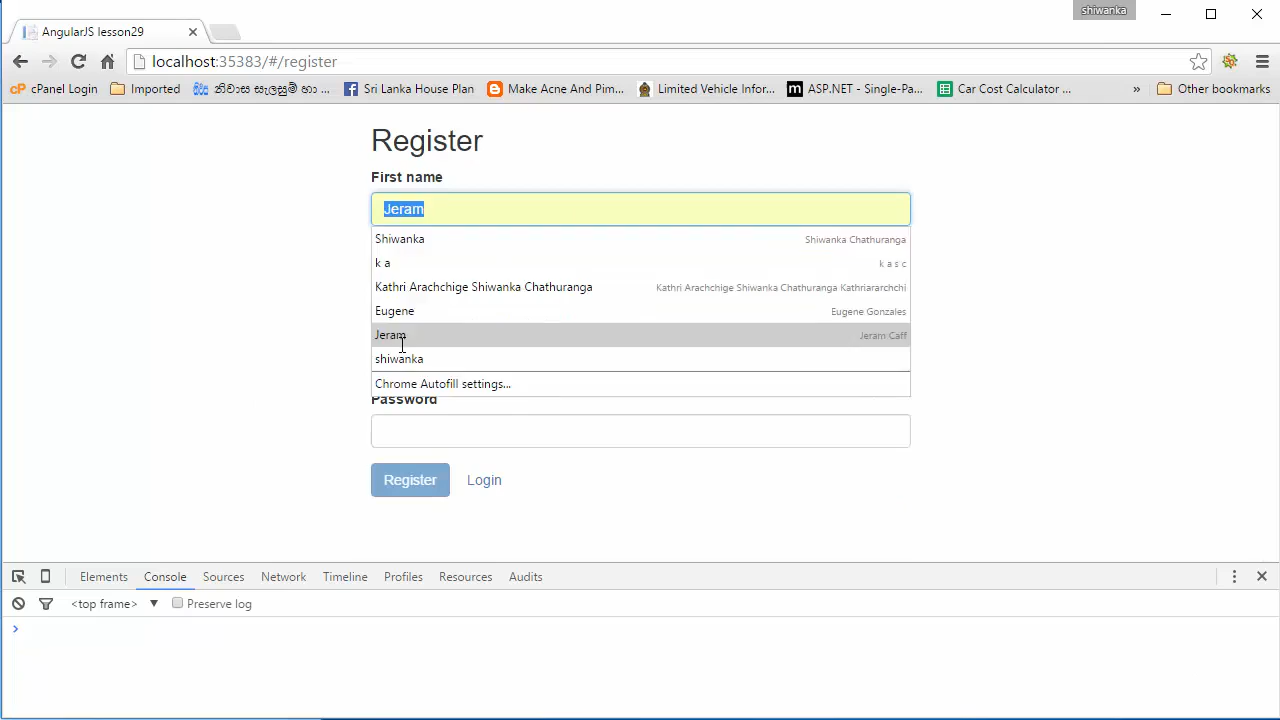 shiwanka
AngularJS lesson29
localhost:35383/#/register
cPanel Login Imported නිවාස සැලසුම් හා ... Sri Lanka House Plan Make Acne And Pim... Limited Vehicle Infor... ASP.NET - Single-Pa... Car Cost Calculator ... » Other bookmarks
Register
First name
Jeram
Shiwanka Shiwanka Chathuranga
k a k a s c
Kathri Arachchige Shiwanka Chathuranga Kathri Arachchige Shiwanka Chathuranga Kathriararchchi
Eugene Eugene Gonzales
Jeram Jeram Caff
shiwanka
Chrome Autofill settings...
Password
Register Login
Elements Console Sources Network Timeline Profiles Resources Audits
<top frame> Preserve log